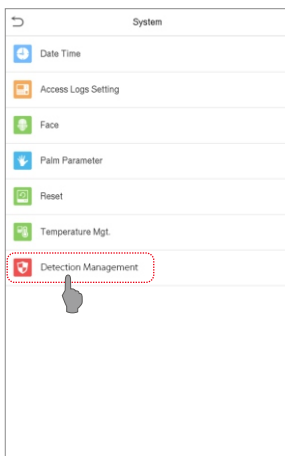 System
Date Time
Access Logs Setting
Face
Palm Parameter
Reset
Temperature Mgt.
Detection Management